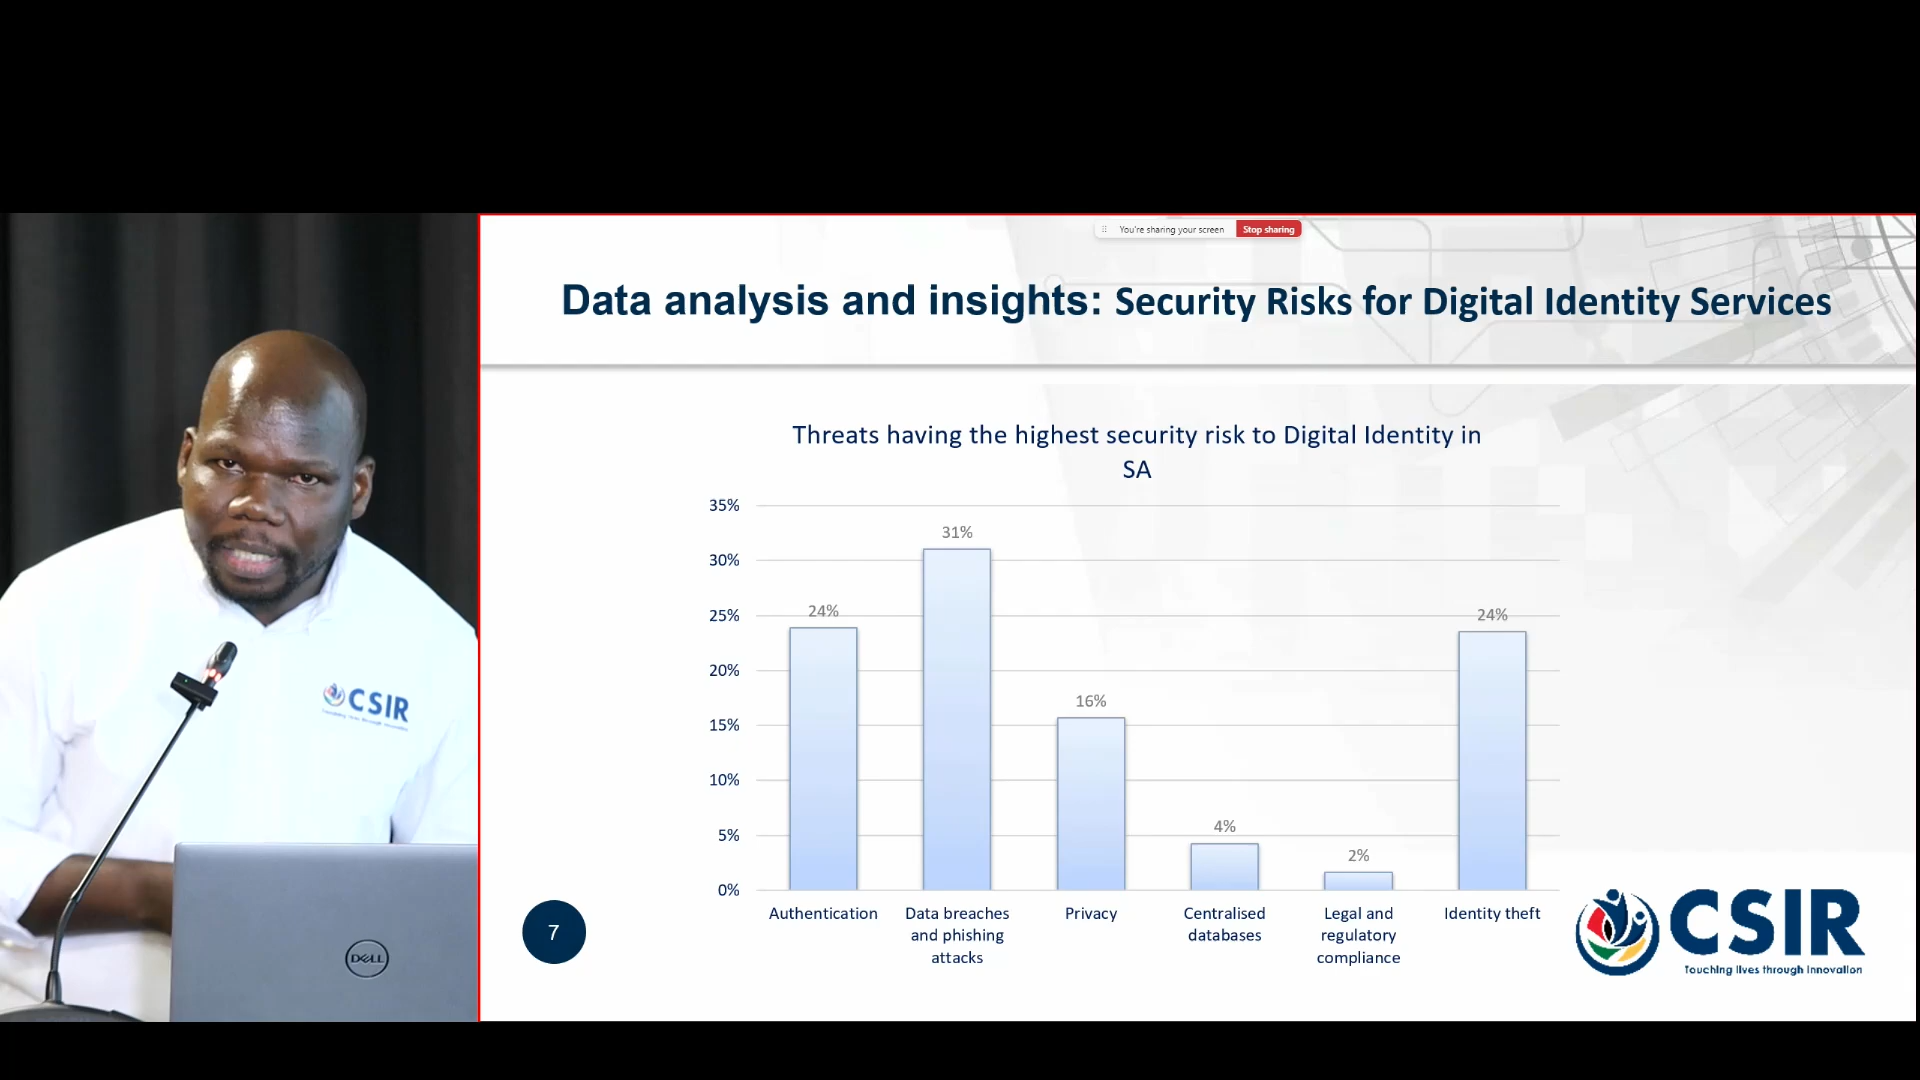 You're sharing your screen
Stop sharing
Data analysis and insights: Security Risks for Digital Identity Services
Threats having the highest security risk to Digital Identity in
SA
35%
30%
25%
20%
15%
10%
5%
0%
24%
31%
16%
4%
2%
24%
Authentication
Data breaches
and phishing
attacks
Privacy
Centralised
databases
Legal and
regulatory
compliance
Identity theft
7
CSIR
Touching lives through innovation
CSIR
DELL